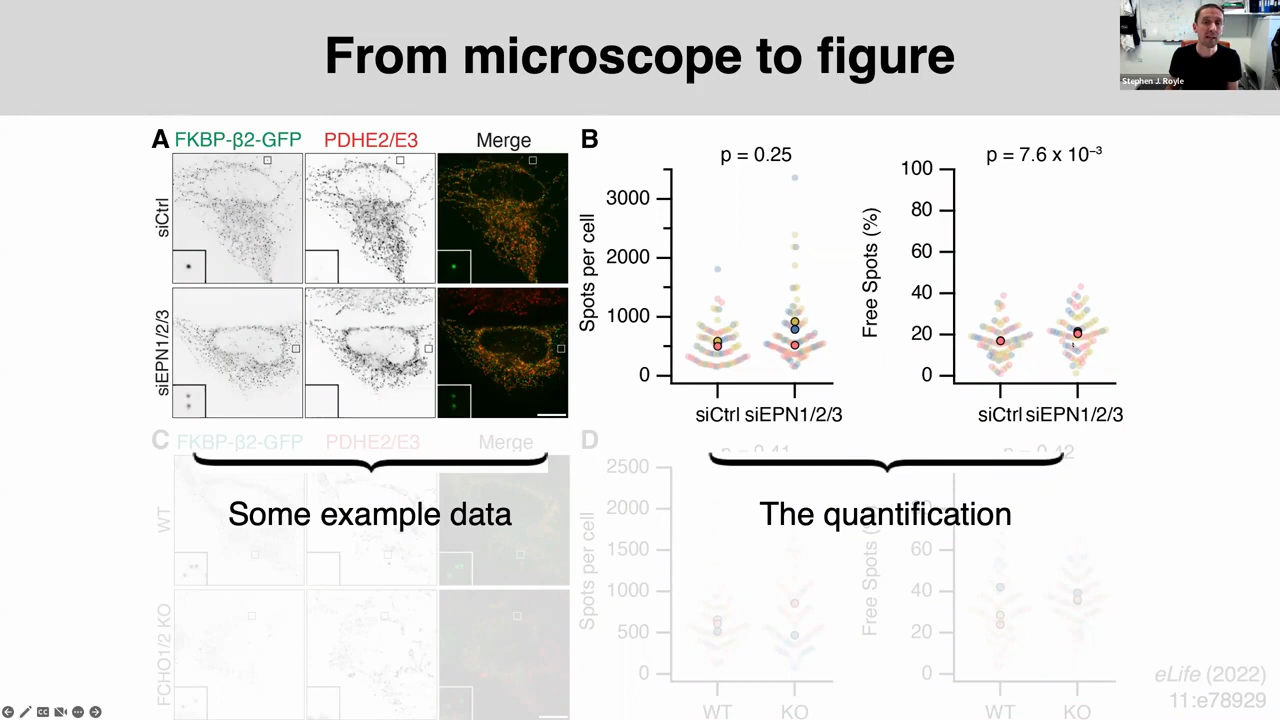 From microscope to figure
Stephen J. Royle
A
FKBP-β2-GFP PDHE2/E3 Merge
siCtrl
siEPN1/2/3
B
p = 0.25
Spots per cell
3000
2000
1000
0
siCtrl siEPN1/2/3
p = 7.6 x 10⁻³
Free Spots (%)
100
80
60
40
20
0
siCtrl siEPN1/2/3
Some example data
The quantification
C
FKBP-β2-GFP PDHE2/E3 Merge
WT
FCHO1/2 KO
D
p = 0.41
Spots per cell
2500
2000
1500
1000
500
0
WT KO
Free Spots
60
40
20
0
WT KO
eLife (2022)
11:e78929